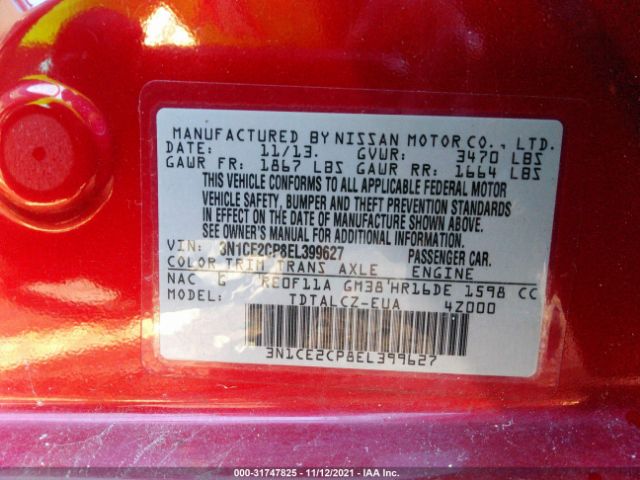 MANUFACTURED BY NISSAN MOTOR CO., LTD.
DATE: 11/13. GVWR: 3470 LBS
GAWR FR: 1867 LBS GAWR RR: 1664 LBS
THIS VEHICLE CONFORMS TO ALL APPLICABLE FEDERAL MOTOR
VEHICLE SAFETY, BUMPER AND THEFT PREVENTION STANDARDS
IN EFFECT ON THE DATE OF MANUFACTURE SHOWN ABOVE.
SEE OWNER'S MANUAL FOR MORE INFORMATION
VIN: 3N1CE2CP8EL399627 PASSENGER CAR.
COLOR TRIM TRANS AXLE ENGINE
NAC G RE0F11A GM38 HR16DE 1598 CC
MODEL: TDTALCZ-EUA 4Z000
3N1CE2CP8EL399627
000-31747825 - 11/12/2021 - IAA Inc.